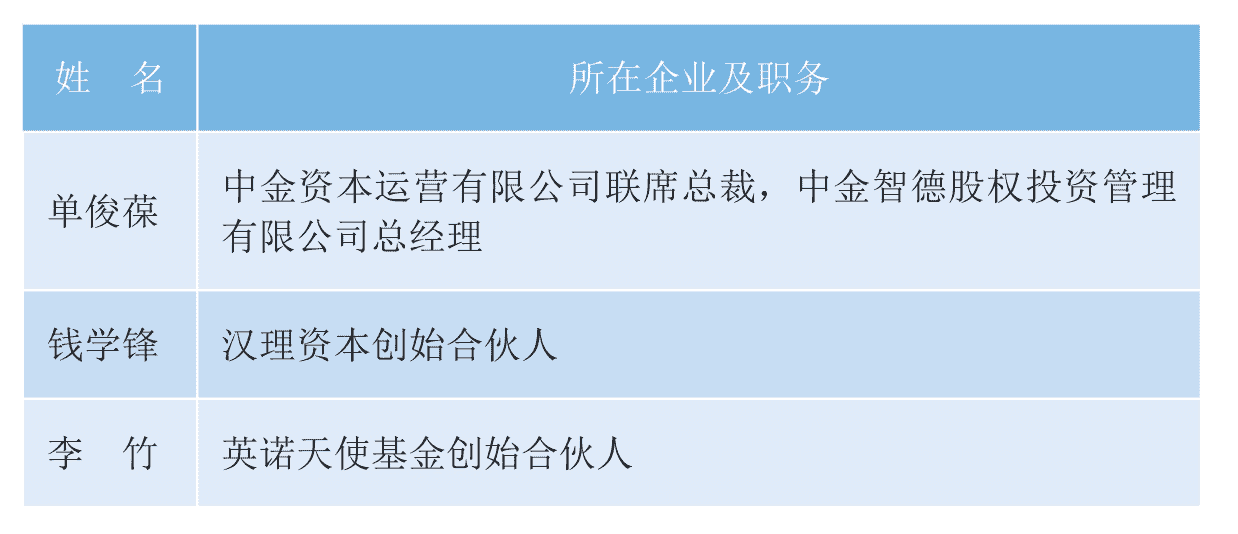 姓　名　所在企业及职务
单俊葆　中金资本运营有限公司联席总裁，中金智德股权投资管理
有限公司总经理
钱学锋　汉理资本创始合伙人
李　竹　英诺天使基金创始合伙人